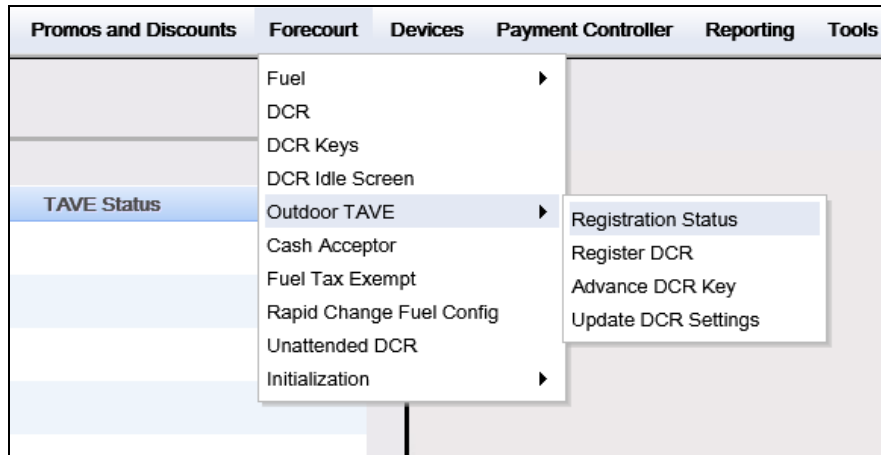 Promos and Discounts Forecourt Devices Payment Controller Reporting Tools
Fuel
DCR
DCR Keys
DCR Idle Screen
TAVE Status
Outdoor TAVE
Registration Status
Cash Acceptor
Register DCR
Fuel Tax Exempt
Advance DCR Key
Rapid Change Fuel Config
Update DCR Settings
Unattended DCR
Initialization